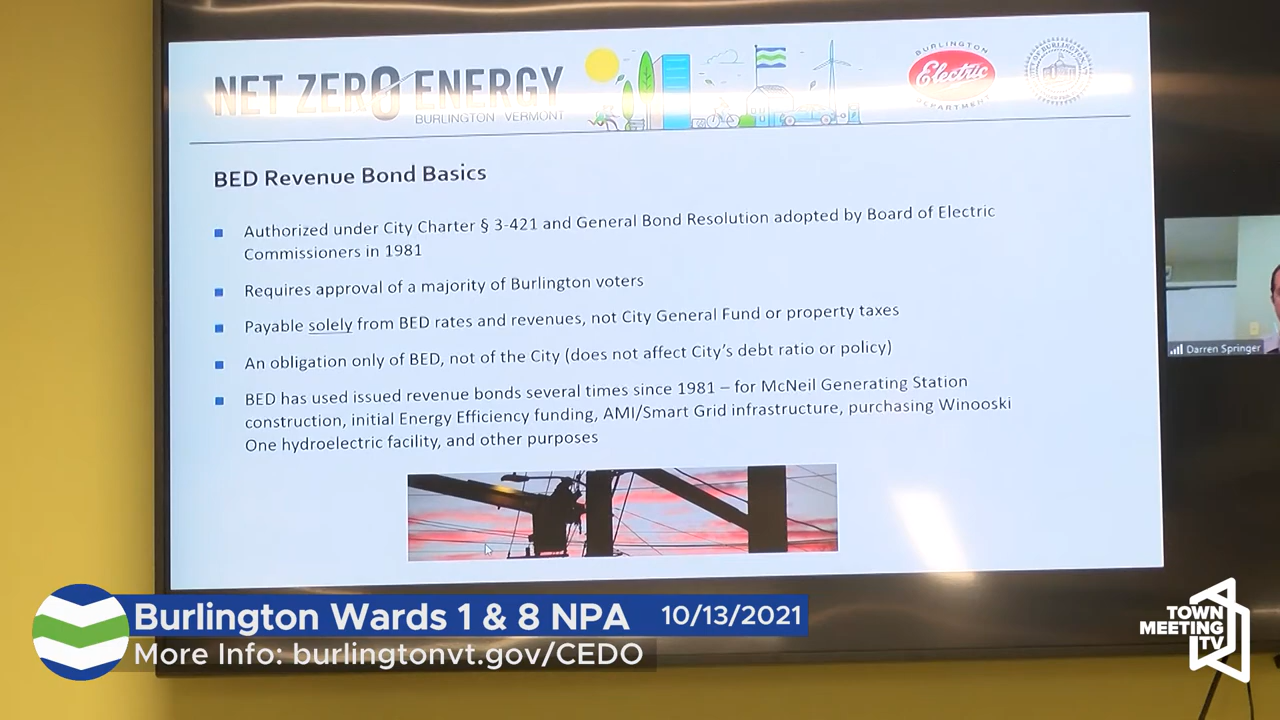 NET ZERO ENERGY
BURLINGTON VERMONT
BURLINGTON
Electric
DEPARTMENT
BED Revenue Bond Basics
Authorized under City Charter § 3-421 and General Bond Resolution adopted by Board of Electric
Commissioners in 1981
Requires approval of a majority of Burlington voters
Payable solely from BED rates and revenues, not City General Fund or property taxes
An obligation only of BED, not of the City (does not affect City's debt ratio or policy)
BED has used issued revenue bonds several times since 1981 – for McNeil Generating Station
construction, initial Energy Efficiency funding, AMI/Smart Grid infrastructure, purchasing Winooski
One hydroelectric facility, and other purposes
Darren Springer
Burlington Wards 1 & 8 NPA 10/13/2021
More Info: burlingtonvt.gov/CEDO
TOWN
MEETING
TV